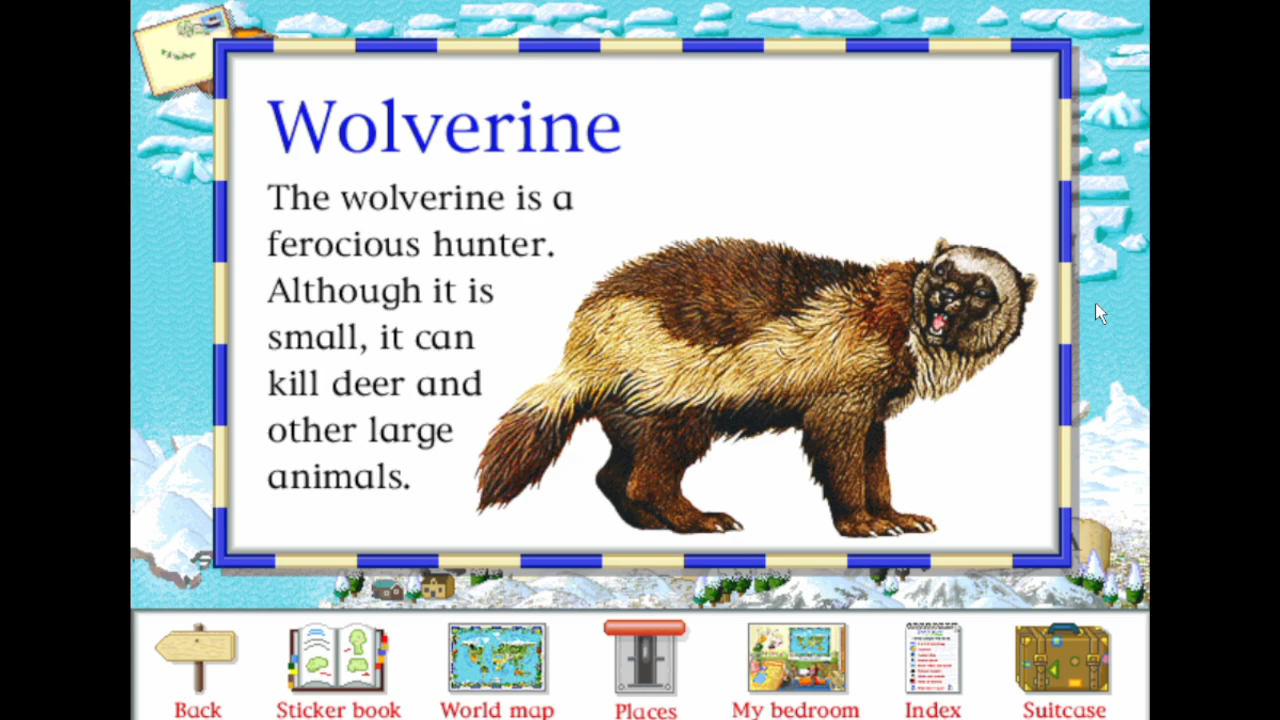 Wolverine
The wolverine is a
ferocious hunter.
Although it is
small, it can
kill deer and
other large
animals.
Back
Sticker book
World map
Places
My bedroom
Index
Suitcase